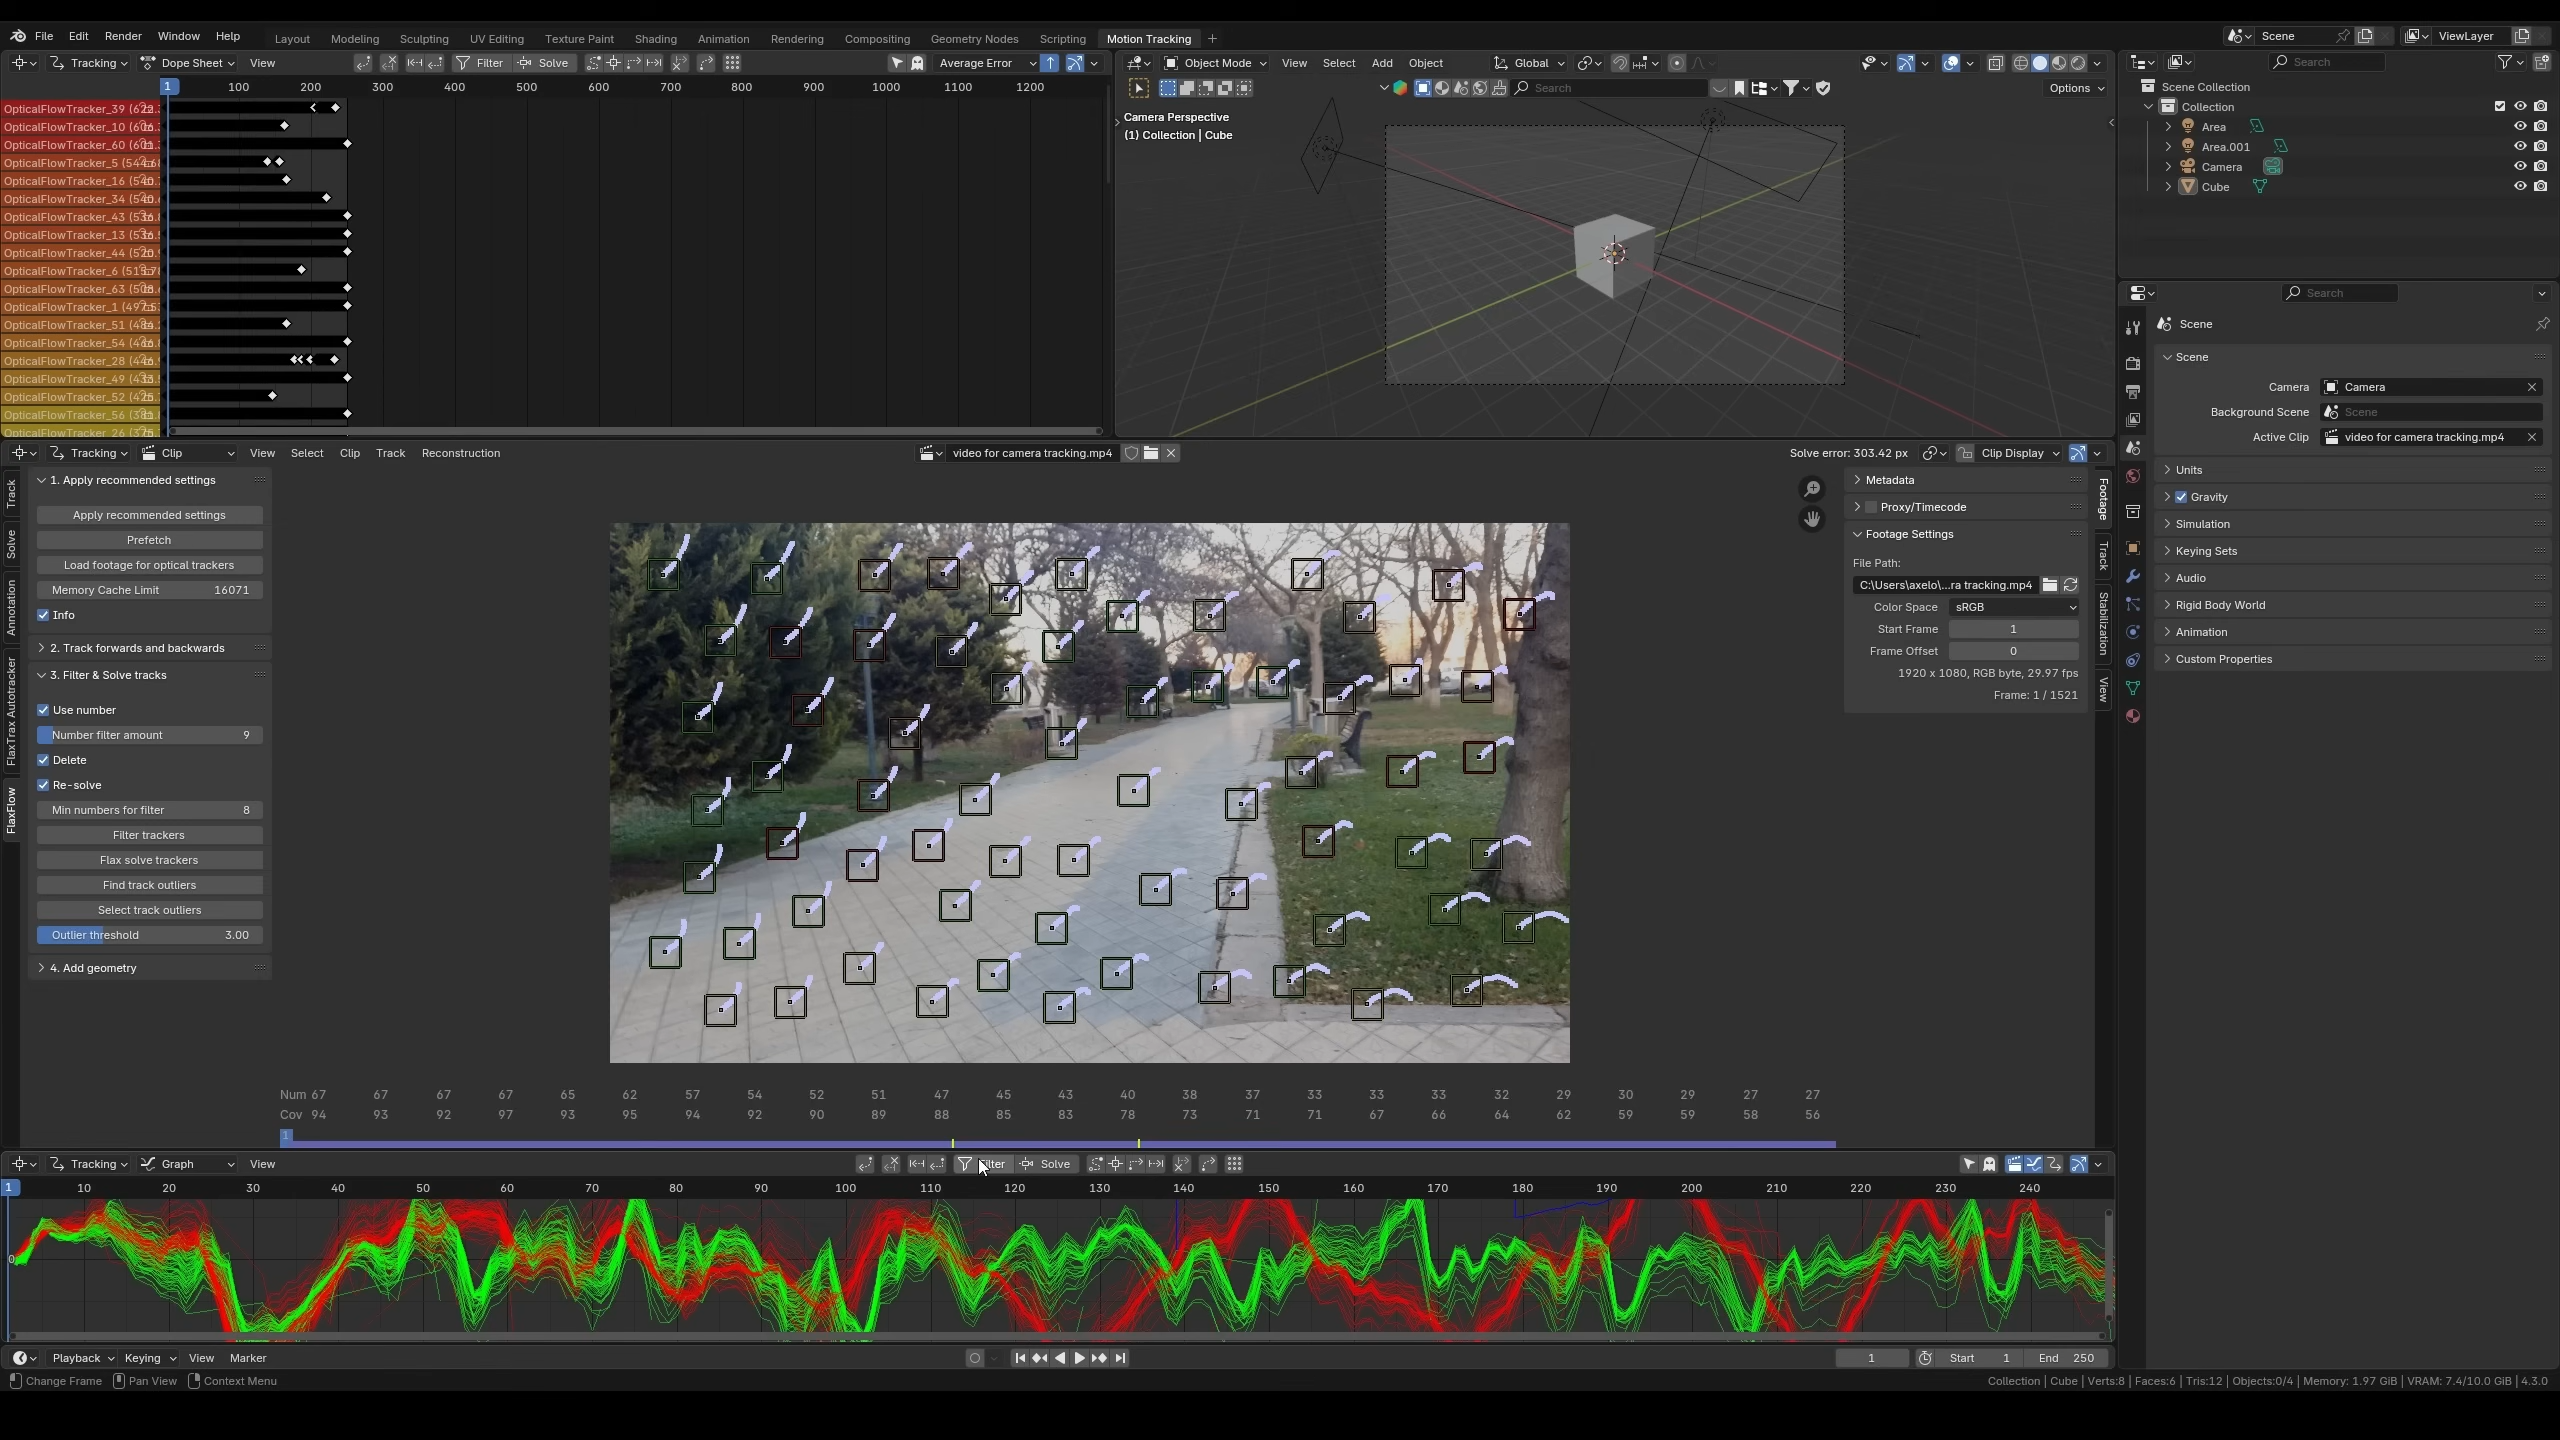 File Edit Render Window Help Layout Modeling Sculpting UV Editing Texture Paint Shading Animation Rendering Compositing Geometry Nodes Scripting Motion Tracking + Scene ViewLayer
Tracking Dope Sheet View Filter Solve Average Error
1 100 200 300 400 500 600 700 800 900 1000 1100 1200
OpticalFlowTracker_39
OpticalFlowTracker_10
OpticalFlowTracker_60
OpticalFlowTracker_5
OpticalFlowTracker_16
OpticalFlowTracker_34
OpticalFlowTracker_43
OpticalFlowTracker_13
OpticalFlowTracker_44
OpticalFlowTracker_6
OpticalFlowTracker_63
OpticalFlowTracker_1
OpticalFlowTracker_51
OpticalFlowTracker_54
OpticalFlowTracker_28
OpticalFlowTracker_49
OpticalFlowTracker_52
OpticalFlowTracker_56
OpticalFlowTracker_26
Object Mode View Select Add Object Global
Search Options
Camera Perspective
(1) Collection | Cube
Search
Scene Collection
Collection
Area
Area.001
Camera
Cube
Search
Scene
Scene
Camera Camera
Background Scene Scene
Active Clip video for camera tracking.mp4
Units
Gravity
Simulation
Keying Sets
Audio
Rigid Body World
Animation
Custom Properties
Tracking Clip View Select Clip Track Reconstruction video for camera tracking.mp4 Solve error: 303.42 px Clip Display
Track
Solve
Annotation
FlaxTrax Autotracker
FlaxFlow
1. Apply recommended settings
Apply recommended settings
Prefetch
Load footage for optical trackers
Memory Cache Limit 16071
Info
2. Track forwards and backwards
3. Filter & Solve tracks
Use number
Number filter amount 9
Delete
Re-solve
Min numbers for filter 8
Filter trackers
Flax solve trackers
Find track outliers
Select track outliers
Outlier threshold 3.00
4. Add geometry
Metadata
Proxy/Timecode
Footage Settings
File Path:
C:\Users\axelo\...ra tracking.mp4
Color Space sRGB
Start Frame 1
Frame Offset 0
1920 x 1080, RGB byte, 29.97 fps
Frame: 1 / 1521
Footage
Track
Stabilization
View
Num 67 67 67 67 65 62 57 54 52 51 47 45 43 40 38 37 33 33 33 32 29 30 29 27 27
Cov 94 93 92 97 93 95 94 92 90 89 88 85 83 78 73 71 71 67 66 64 62 59 59 58 56
1
Tracking Graph View Solve
1 10 20 30 40 50 60 70 80 90 100 110 120 130 140 150 160 170 180 190 200 210 220 230 240
0
Playback Keying View Marker 1 Start 1 End 250
Change Frame Pan View Context Menu Collection | Cube | Verts:8 | Faces:6 | Tris:12 | Objects:0/4 | Memory: 1.97 GiB | VRAM: 7.4/10.0 GiB | 4.3.0